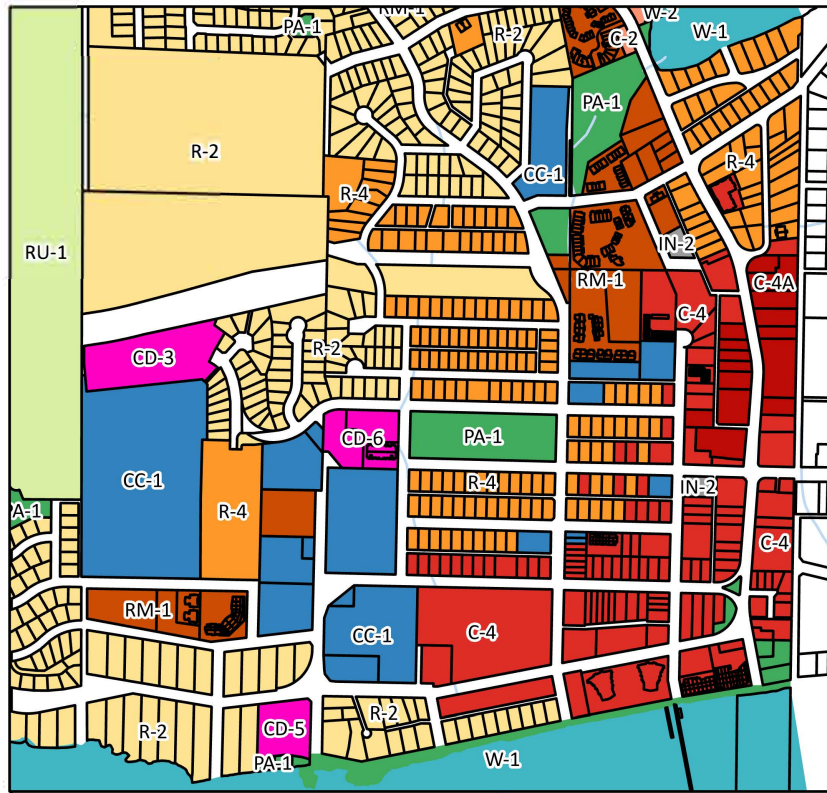 RM-1
W-2
PA-1
R-2
C-2
W-1
PA-1
R-2
CC-1
R-4
R-4
RU-1
IN-2
C-4A
RM-1
C-4
R-2
CD-3
CD-6
PA-1
CC-1
R-4
IN-2
A-1
R-4
C-4
RM-1
CC-1
C-4
R-2
R-2
CD-5
W-1
PA-1